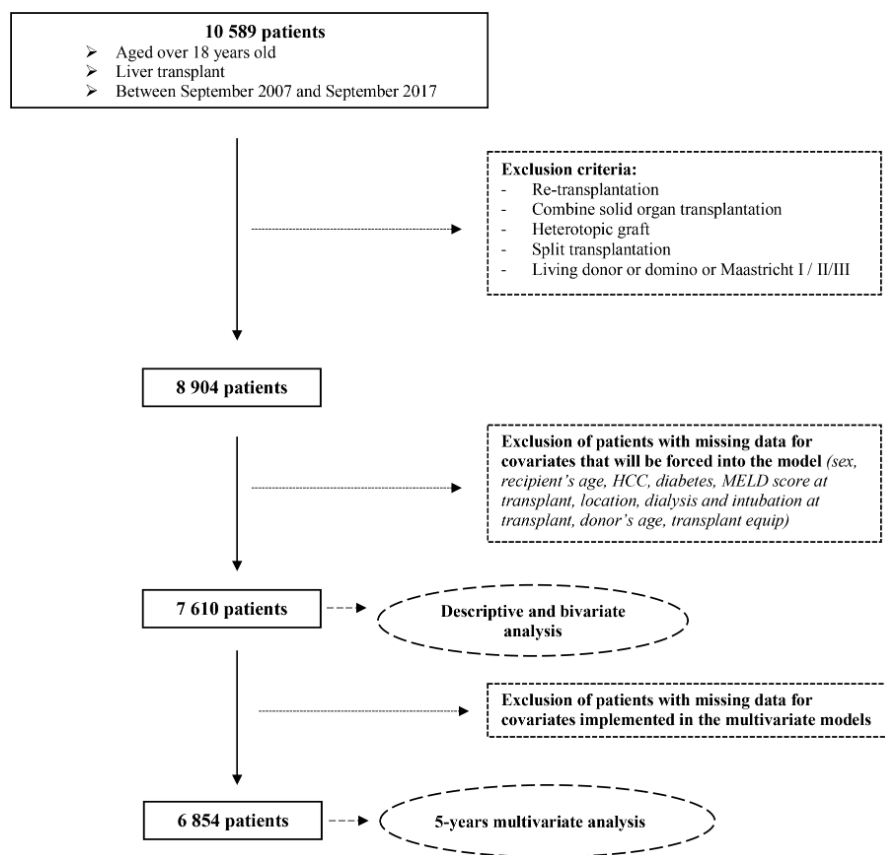 10 589 patients
➢ Aged over 18 years old
➢ Liver transplant
➢ Between September 2007 and September 2017
Exclusion criteria:
- Re-transplantation
- Combine solid organ transplantation
- Heterotopic graft
- Split transplantation
- Living donor or domino or Maastricht I / II/III
8 904 patients
Exclusion of patients with missing data for
covariates that will be forced into the model (sex,
recipient's age, HCC, diabetes, MELD score at
transplant, location, dialysis and intubation at
transplant, donor's age, transplant equip)
7 610 patients
Descriptive and bivariate
analysis
Exclusion of patients with missing data for
covariates implemented in the multivariate models
6 854 patients
5-years multivariate analysis